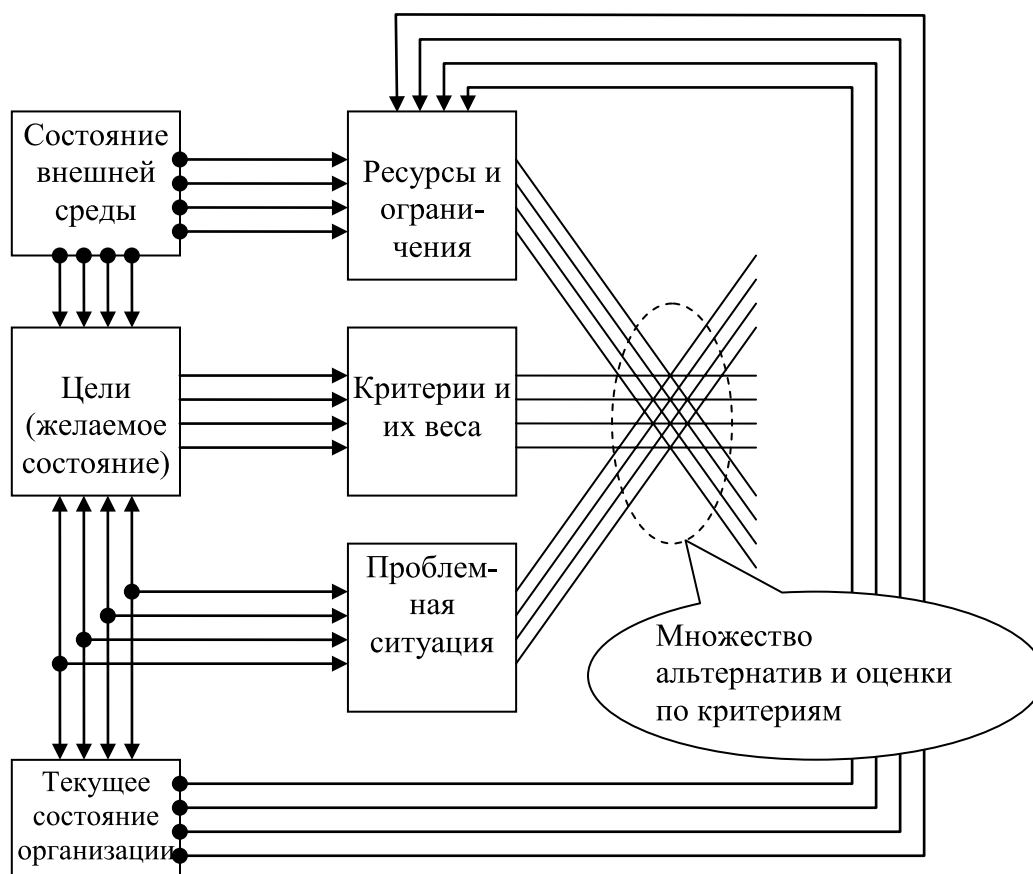 Состояние
внешней
среды
Ресурсы и
ограни-
чения
Цели
(желаемое
состояние)
Критерии и
их веса
Проблем-
ная
ситуация
Множество
альтернатив и оценки
по критериям
Текущее
состояние
организации